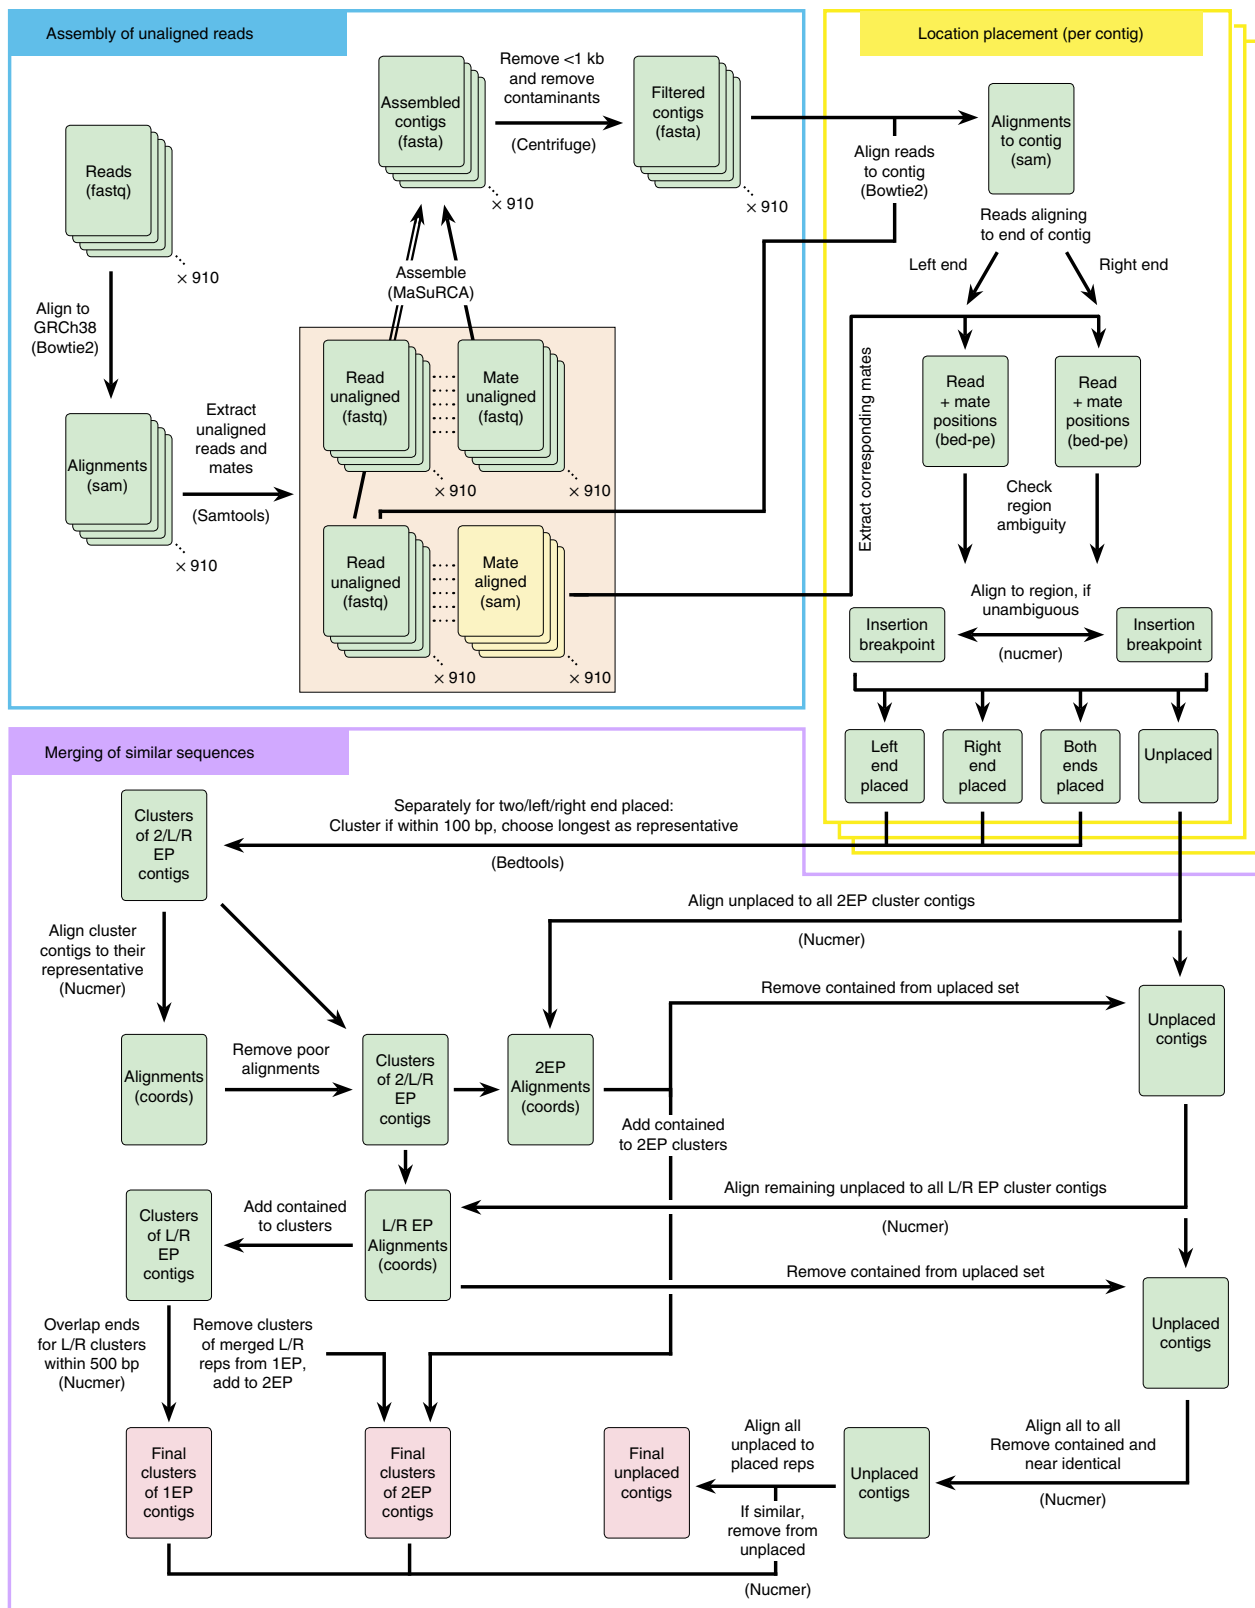 Assembly of unaligned reads
Reads
(fastq)
× 910
Align to
GRCh38
(Bowtie2)
Alignments
(sam)
× 910
Extract
unaligned
reads and
mates
(Samtools)
Assembled
contigs
(fasta)
× 910
Remove <1 kb
and remove
contaminants
(Centrifuge)
Filtered
contigs
(fasta)
× 910
Assemble
(MaSuRCA)
Read
unaligned
(fastq)
× 910
Mate
unaligned
(fastq)
× 910
Read
unaligned
(fastq)
× 910
Mate
aligned
(sam)
× 910
Location placement (per contig)
Align reads
to contig
(Bowtie2)
Alignments
to contig
(sam)
Reads aligning
to end of contig
Left end
Right end
Extract corresponding mates
Read
+ mate
positions
(bed-pe)
Read
+ mate
positions
(bed-pe)
Check
region
ambiguity
Align to region, if
unambiguous
(nucmer)
Insertion
breakpoint
Insertion
breakpoint
Left
end
placed
Right
end
placed
Both
ends
placed
Unplaced
Merging of similar sequences
Clusters
of 2/L/R
EP
contigs
Separately for two/left/right end placed:
Cluster if within 100 bp, choose longest as representative
(Bedtools)
Align cluster
contigs to their
representative
(Nucmer)
Align unplaced to all 2EP cluster contigs
(Nucmer)
Alignments
(coords)
Remove poor
alignments
Clusters
of 2/L/R
EP
contigs
2EP
Alignments
(coords)
Remove contained from uplaced set
Unplaced
contigs
Add contained
to 2EP clusters
Align remaining unplaced to all L/R EP cluster contigs
(Nucmer)
Clusters
of L/R
EP
contigs
Add contained
to clusters
L/R EP
Alignments
(coords)
Remove contained from uplaced set
Unplaced
contigs
Overlap ends
for L/R clusters
within 500 bp
(Nucmer)
Remove clusters
of merged L/R
reps from 1EP,
add to 2EP
Final
clusters
of 1EP
contigs
Final
clusters
of 2EP
contigs
Final
unplaced
contigs
Align all
unplaced to
placed reps
If similar,
remove from
unplaced
(Nucmer)
Unplaced
contigs
Align all to all
Remove contained and
near identical
(Nucmer)